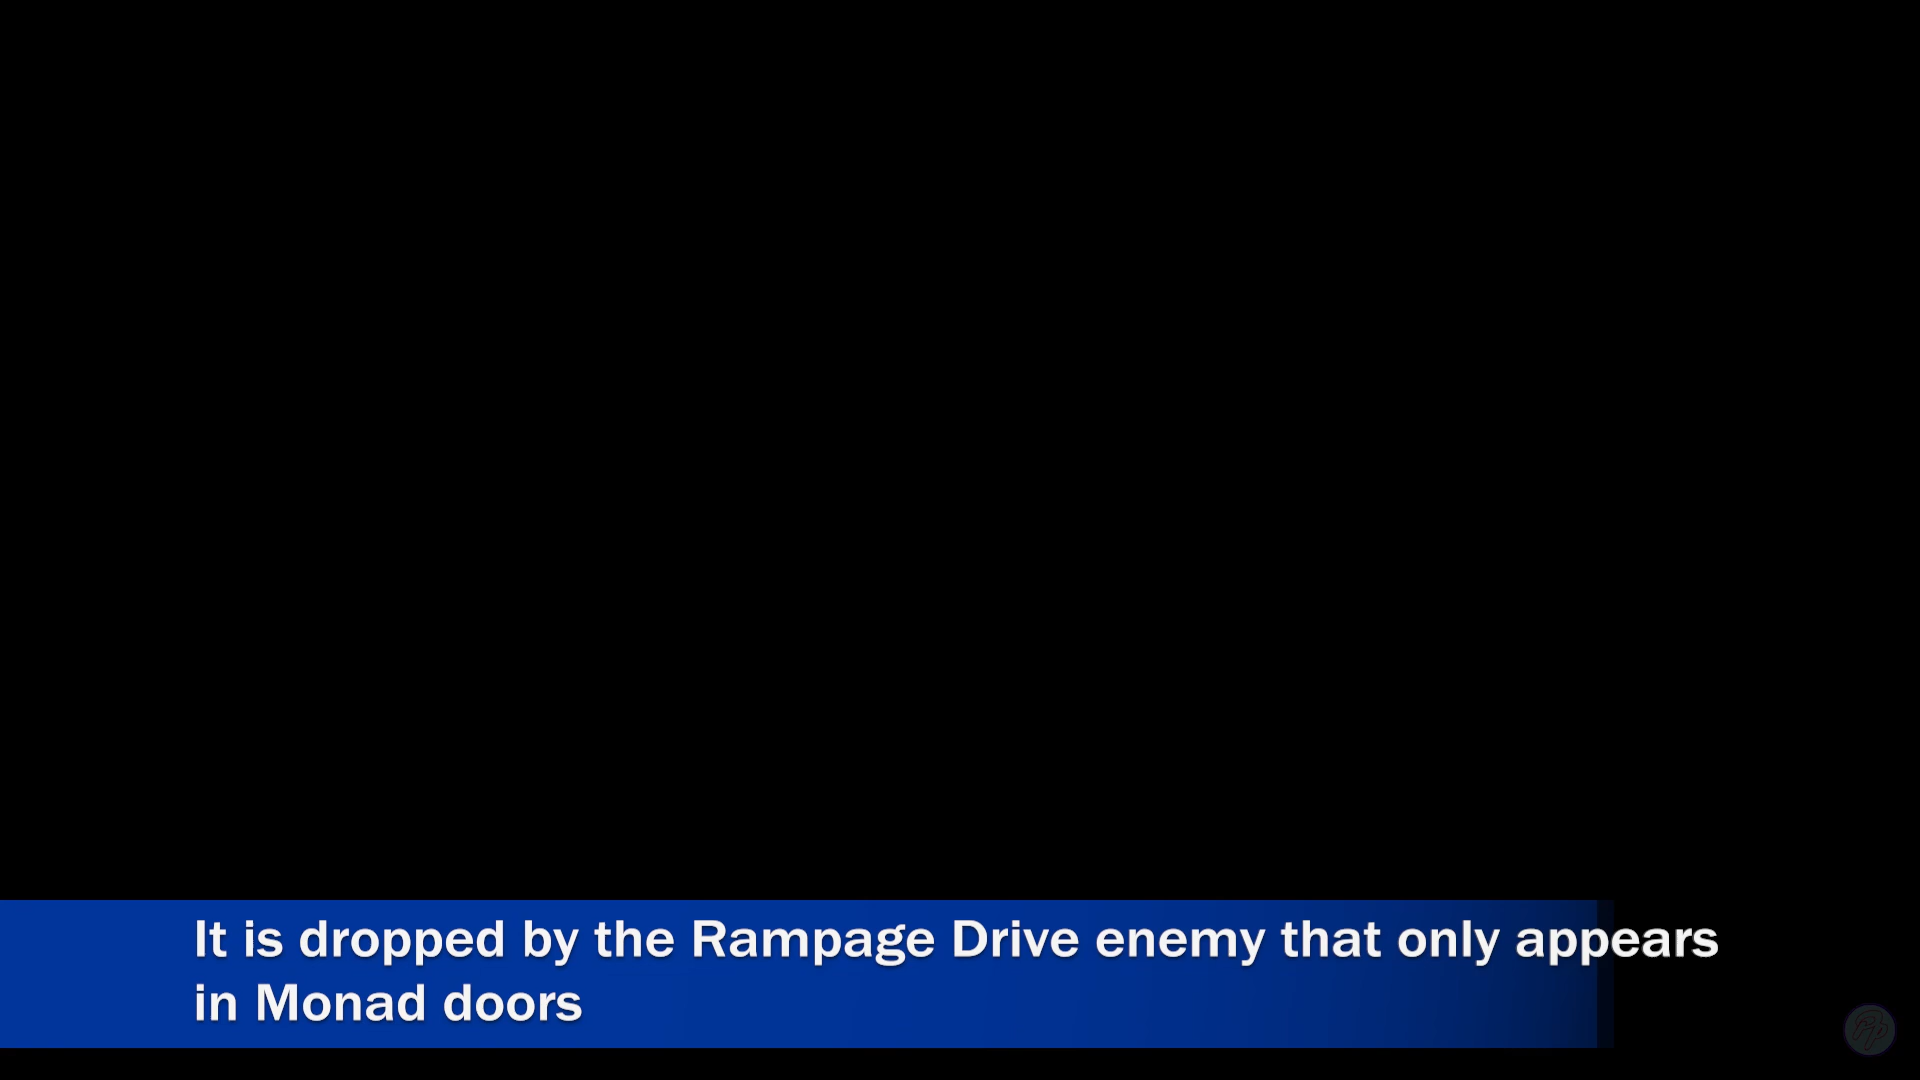 It is dropped by the Rampage Drive enemy that only appears
in Monad doors